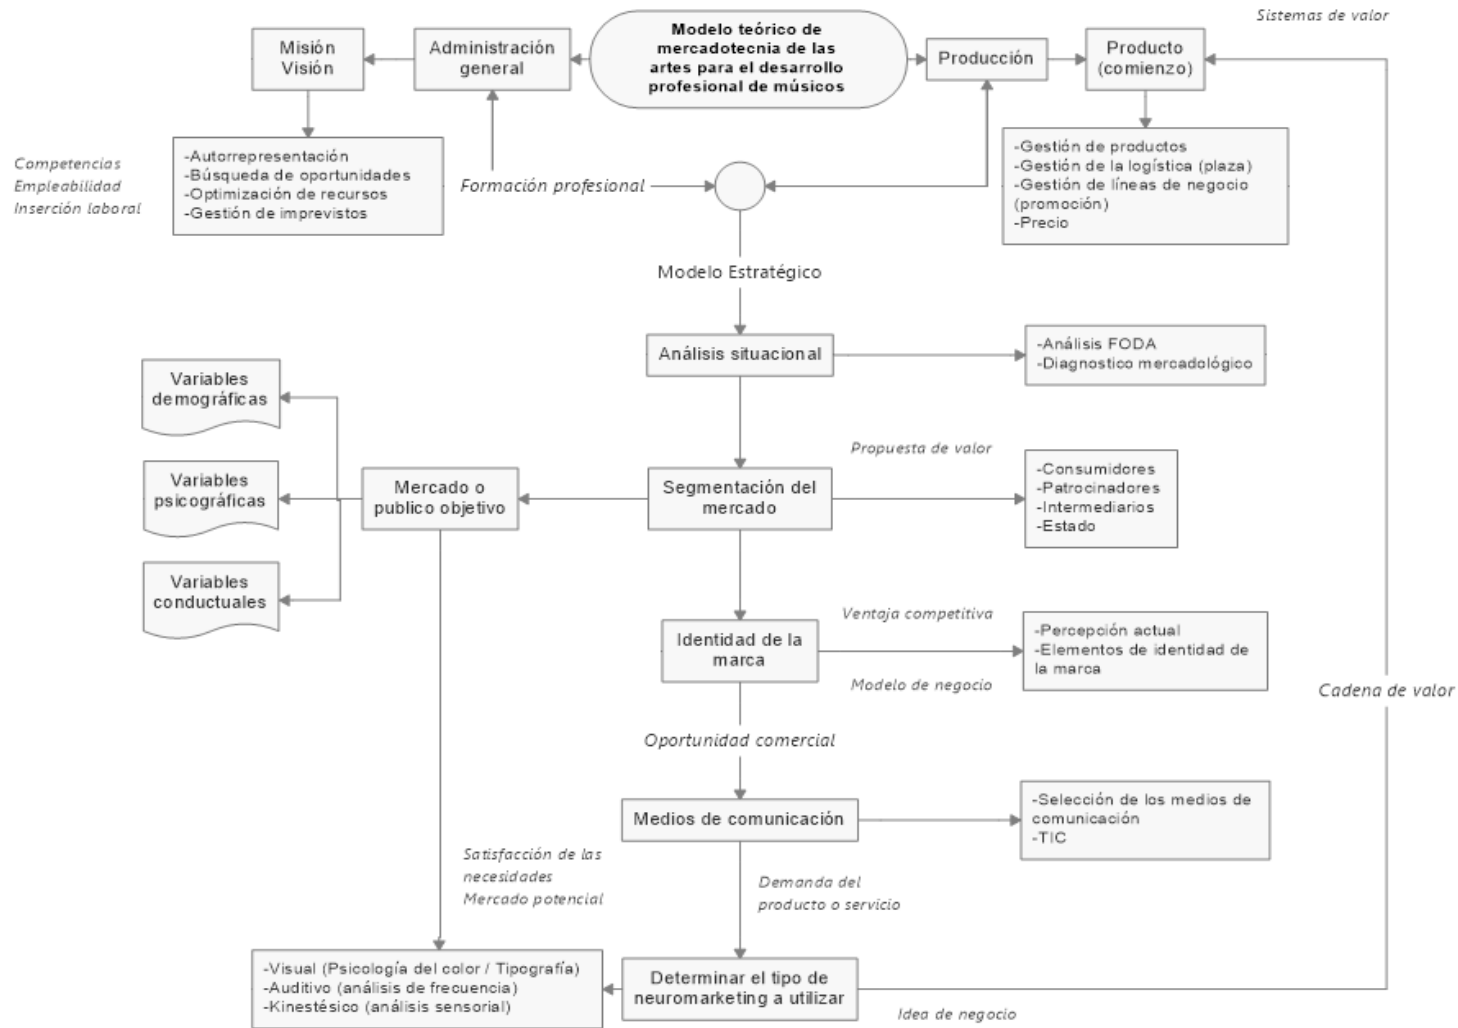 Sistemas de valor
Misión
Visión
Administración
general
Modelo teórico de
mercadotecnia de las
artes para el desarrollo
profesional de músicos
Producción
Producto
(comienzo)
Competencias
Empleabilidad
Inserción laboral
-Autorrepresentación
-Búsqueda de oportunidades
-Optimización de recursos
-Gestión de imprevistos
Formación profesional
-Gestión de productos
-Gestión de la logística (plaza)
-Gestión de líneas de negocio
(promoción)
-Precio
Modelo Estratégico
Análisis situacional
-Análisis FODA
-Diagnostico mercadológico
Variables
demográficas
Variables
psicográficas
Variables
conductuales
Mercado o
publico objetivo
Segmentación del
mercado
Propuesta de valor
-Consumidores
-Patrocinadores
-Intermediarios
-Estado
Identidad de la
marca
Ventaja competitiva
Modelo de negocio
-Percepción actual
-Elementos de identidad de
la marca
Cadena de valor
Oportunidad comercial
Medios de comunicación
-Selección de los medios de
comunicación
-TIC
Satisfacción de las
necesidades
Mercado potencial
Demanda del
producto o servicio
-Visual (Psicología del color / Tipografía)
-Auditivo (análisis de frecuencia)
-Kinestésico (análisis sensorial)
Determinar el tipo de
neuromarketing a utilizar
Idea de negocio